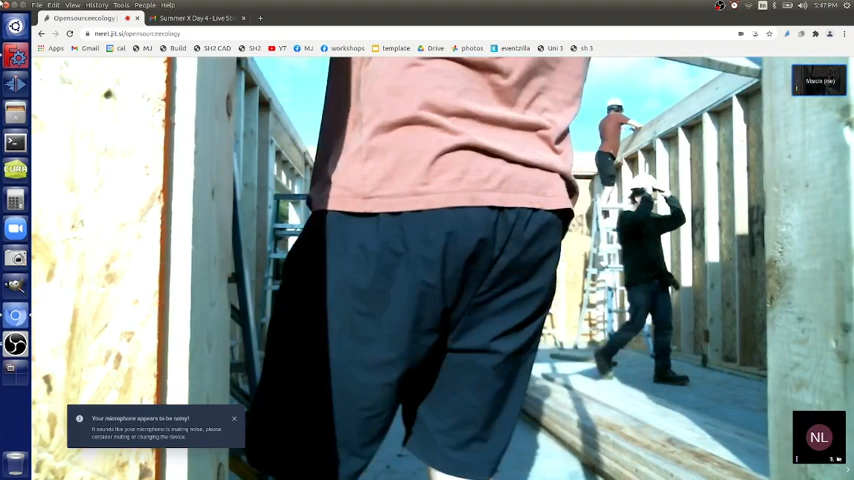 File Edit View History Tools People Help
5:47 PM
Opensourceecology
Summer X Day 4 - Live St
meet.jit.si/opensourceecology
Apps Gmail cal MJ Build SH2 CAD SH2 YT MJ workshops template Drive photos eventzilla Uni 3 sh 3
Marcin (me)
Your microphone appears to be noisy!
It sounds like your microphone is making noise, please
consider muting or changing the device.
NL